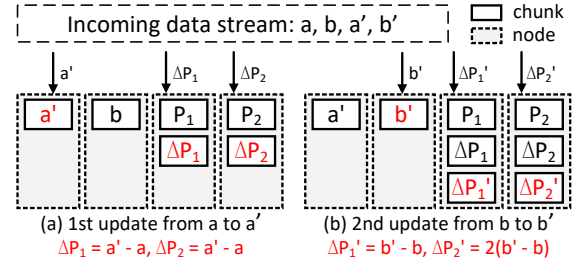 Incoming data stream: a, b, a′, b′
chunk
node
a′ ΔP₁ ΔP₂ b′ ΔP₁' ΔP₂'
a' b P₁ P₂ a' b' P₁ P₂
ΔP₁ ΔP₂ ΔP₁ ΔP₂
ΔP₁' ΔP₂'
(a) 1st update from a to a′ (b) 2nd update from b to b′
ΔP₁ = a' - a, ΔP₂ = a' - a ΔP₁' = b' - b, ΔP₂' = 2(b' - b)